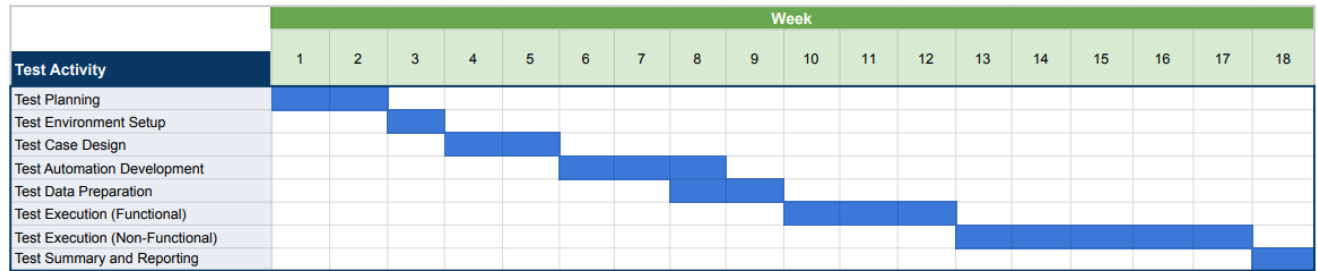 Week
Test Activity 1 2 3 4 5 6 7 8 9 10 11 12 13 14 15 16 17 18
Test Planning
Test Environment Setup
Test Case Design
Test Automation Development
Test Data Preparation
Test Execution (Functional)
Test Execution (Non-Functional)
Test Summary and Reporting